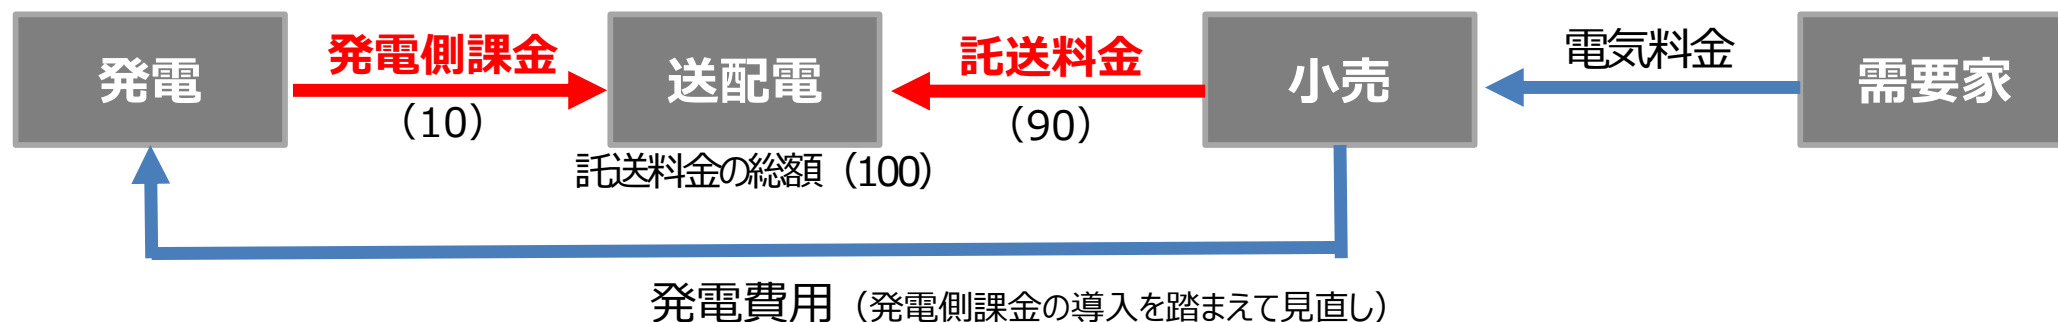 発電
発電側課金
（10）
送配電
託送料金の総額（100）
託送料金
（90）
小売
電気料金
需要家
発電費用（発電側課金の導入を踏まえて見直し）